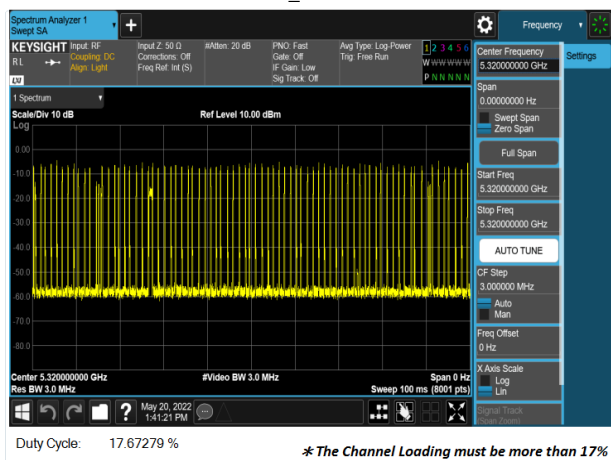 Spectrum Analyzer 1
Swept SA
+
Frequency
KEYSIGHT
RL
LXI
Input: RF
Coupling: DC
Align: Light
Input Z: 50 Ω
Corrections: Off
Freq Ref: Int (S)
#Atten: 20 dB
PNO: Fast
Gate: Off
IF Gain: Low
Sig Track: Off
Avg Type: Log-Power
Trig: Free Run
1 2 3 4 5 6
W W W W W W
P N N N N N
Center Frequency
5.320000000 GHz
Settings
Span
0.00000000 Hz
Swept Span
Zero Span
Full Span
Start Freq
5.320000000 GHz
Stop Freq
5.320000000 GHz
AUTO TUNE
CF Step
3.000000 MHz
Auto
Man
Freq Offset
0 Hz
X Axis Scale
Log
Lin
Signal Track
(Span Zoom)
1 Spectrum
Scale/Div 10 dB
Ref Level 10.00 dBm
Log
0.00
-10.0
-20.0
-30.0
-40.0
-50.0
-60.0
-70.0
-80.0
Center 5.320000000 GHz
#Video BW 3.0 MHz
Span 0 Hz
Res BW 3.0 MHz
Sweep 100 ms (8001 pts)
?
May 20, 2022
1:41:21 PM
Duty Cycle: 17.67279 %
* The Channel Loading must be more than 17%